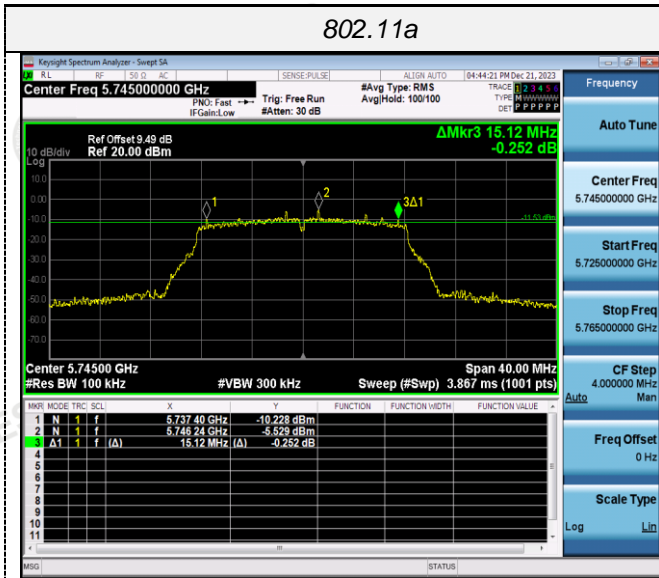 802.11a
Keysight Spectrum Analyzer - Swept SA
RL RF 50 Ω AC SENSE:PULSE ALIGN AUTO 04:44:21 PM Dec 21, 2023
Center Freq 5.745000000 GHz #Avg Type: RMS TRACE 1 2 3 4 5 6
PNO: Fast Trig: Free Run Avg|Hold: 100/100 TYPE M WWWWW
IFGain:Low #Atten: 30 dB DET P P P P P P
Frequency
Auto Tune
Ref Offset 9.49 dB ΔMkr3 15.12 MHz
10 dB/div Ref 20.00 dBm -0.252 dB
Log
10.0
0.00
1
2
3Δ1
-10.0
-11.53 dBm
-20.0
-30.0
-40.0
-50.0
-60.0
-70.0
Center 5.74500 GHz Span 40.00 MHz
#Res BW 100 kHz #VBW 300 kHz Sweep (#Swp) 3.867 ms (1001 pts)
MKR MODE TRC SCL X Y FUNCTION FUNCTION WIDTH FUNCTION VALUE
1 N 1 f 5.737 40 GHz -10.228 dBm
2 N 1 f 5.746 24 GHz -5.529 dBm
3 Δ1 1 f (Δ) 15.12 MHz (Δ) -0.252 dB
4
5
6
7
8
9
10
11
MSG STATUS
Center Freq
5.745000000 GHz
Start Freq
5.725000000 GHz
Stop Freq
5.765000000 GHz
CF Step
4.000000 MHz
Auto Man
Freq Offset
0 Hz
Scale Type
Log Lin